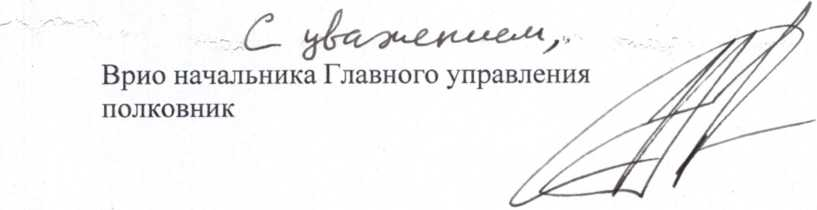 С уважением,
Врио начальника Главного управления
полковник